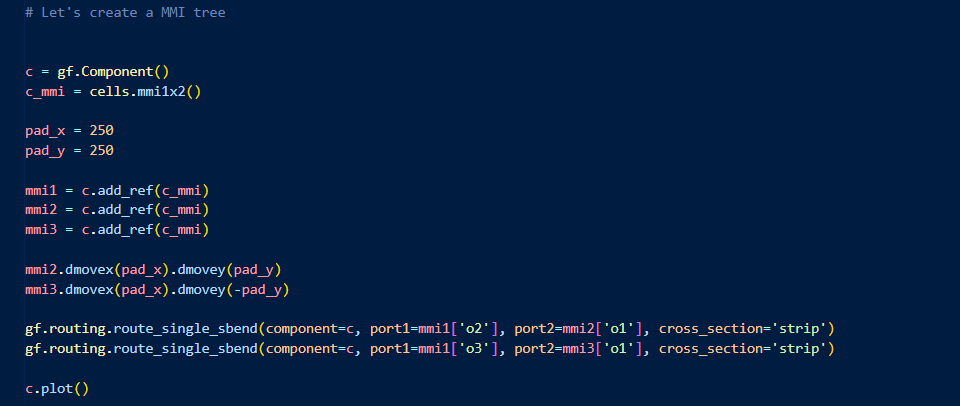 # Let's create a MMI tree
c = gf.Component()
c_mmi = cells.mmi1x2()
pad_x = 250
pad_y = 250
mmi1 = c.add_ref(c_mmi)
mmi2 = c.add_ref(c_mmi)
mmi3 = c.add_ref(c_mmi)
mmi2.dmovex(pad_x).dmovey(pad_y)
mmi3.dmovex(pad_x).dmovey(-pad_y)
gf.routing.route_single_sbend(component=c, port1=mmi1['o2'], port2=mmi2['o1'], cross_section='strip')
gf.routing.route_single_sbend(component=c, port1=mmi1['o3'], port2=mmi3['o1'], cross_section='strip')
c.plot()